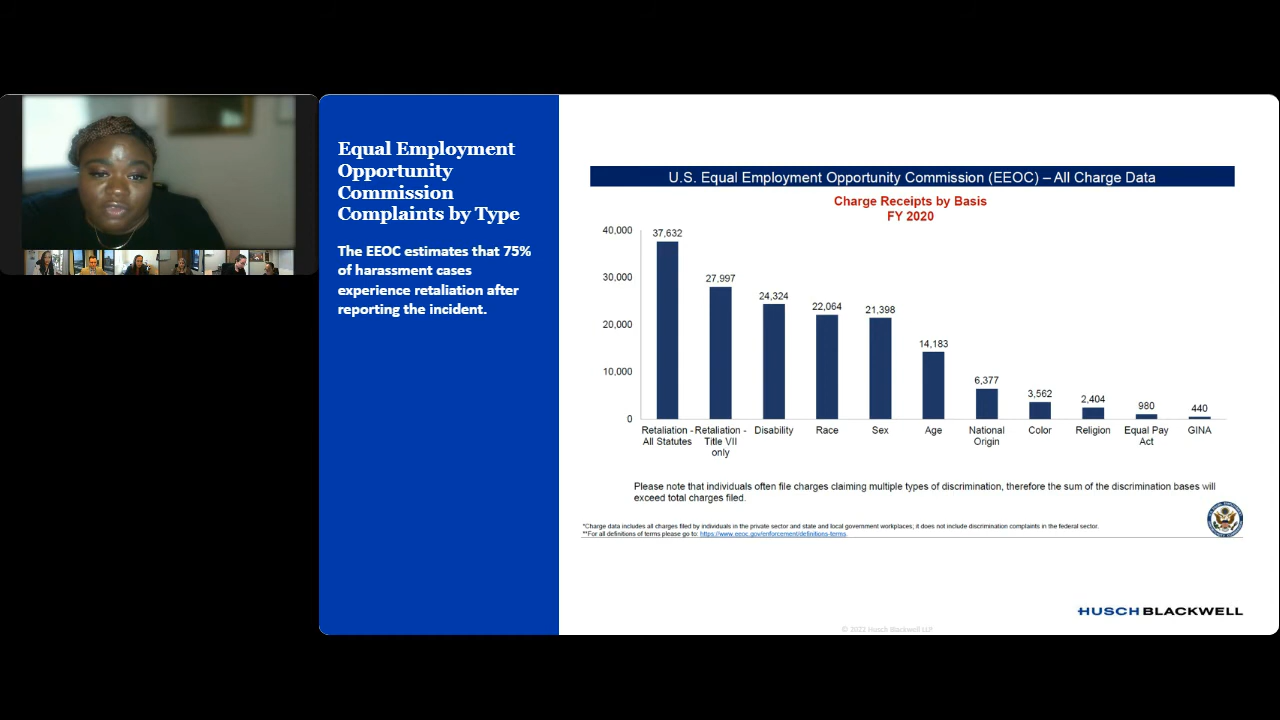 Equal Employment
Opportunity
Commission
Complaints by Type
The EEOC estimates that 75%
of harassment cases
experience retaliation after
reporting the incident.
U.S. Equal Employment Opportunity Commission (EEOC) – All Charge Data
Charge Receipts by Basis
FY 2020
40,000
30,000
20,000
10,000
0
37,632
27,997
24,324
22,064
21,398
14,183
6,377
3,562
2,404
980
440
Retaliation - All Statutes
Retaliation - Title VII only
Disability
Race
Sex
Age
National Origin
Color
Religion
Equal Pay Act
GINA
Please note that individuals often file charges claiming multiple types of discrimination, therefore the sum of the discrimination bases will
exceed total charges filed.
*Charge data includes all charges filed by individuals in the private sector and state and local government workplaces; it does not include discrimination complaints in the federal sector.
**For all definitions of terms please go to: https://www.eeoc.gov/enforcement/definitions-terms.
HUSCH BLACKWELL
© 2022 Husch Blackwell LLP